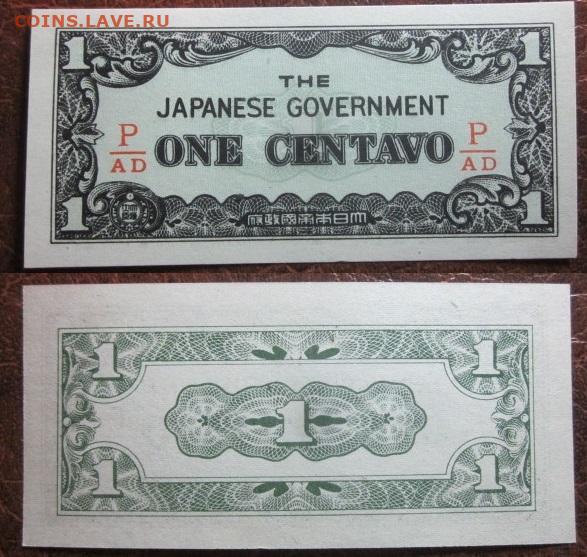 COINS.LAVE.RU
1 1
THE
JAPANESE GOVERNMENT
P/AD ONE CENTAVO P/AD
1 大日本帝國政府 1
1 1
1
1 1